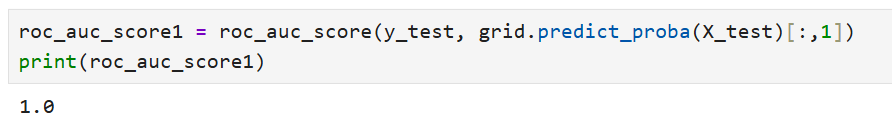 roc_auc_score1 = roc_auc_score(y_test, grid.predict_proba(X_test)[:,1])
print(roc_auc_score1)
1.0